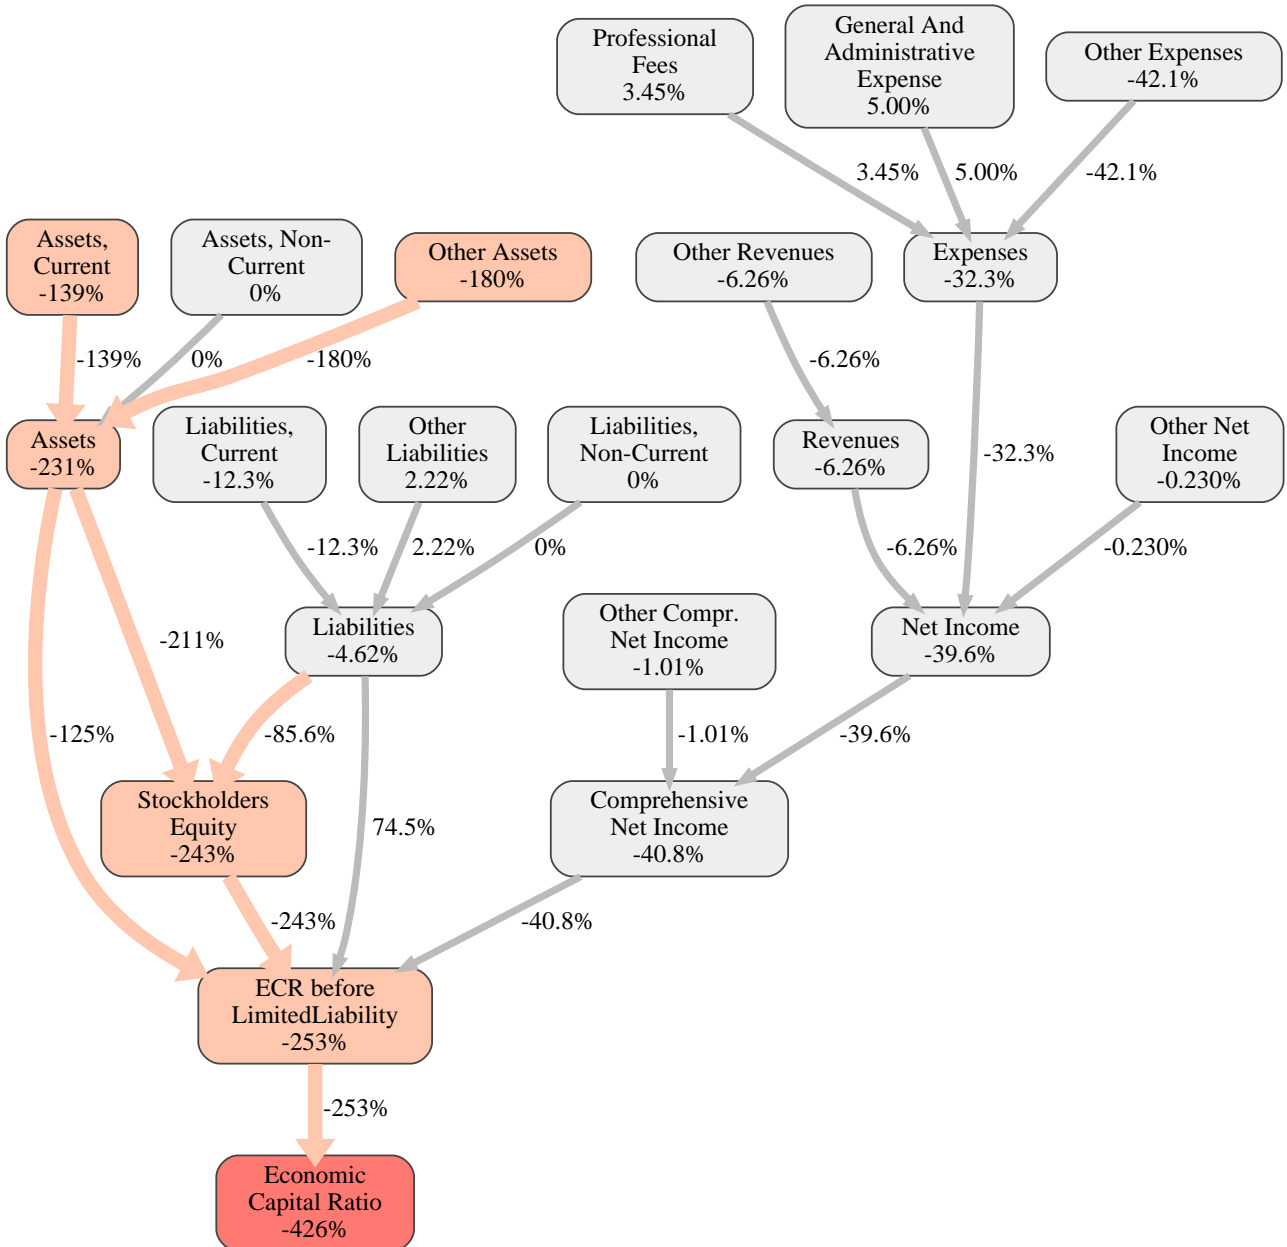 Professional
Fees
3.45%
General And
Administrative
Expense
5.00%
Other Expenses
-42.1%
3.45%
5.00%
-42.1%
Assets,
Current
-139%
Assets, Non-
Current
0%
Other Assets
-180%
Other Revenues
-6.26%
Expenses
-32.3%
-139%
0%
-180%
-6.26%
Assets
-231%
Liabilities,
Current
-12.3%
Other
Liabilities
2.22%
Liabilities,
Non-Current
0%
Revenues
-6.26%
-32.3%
Other Net
Income
-0.230%
-12.3%
2.22%
0%
-6.26%
-0.230%
-211%
Liabilities
-4.62%
Other Compr.
Net Income
-1.01%
Net Income
-39.6%
-125%
-85.6%
-1.01%
-39.6%
Stockholders
Equity
-243%
74.5%
Comprehensive
Net Income
-40.8%
-243%
-40.8%
ECR before
LimitedLiability
-253%
-253%
Economic
Capital Ratio
-426%